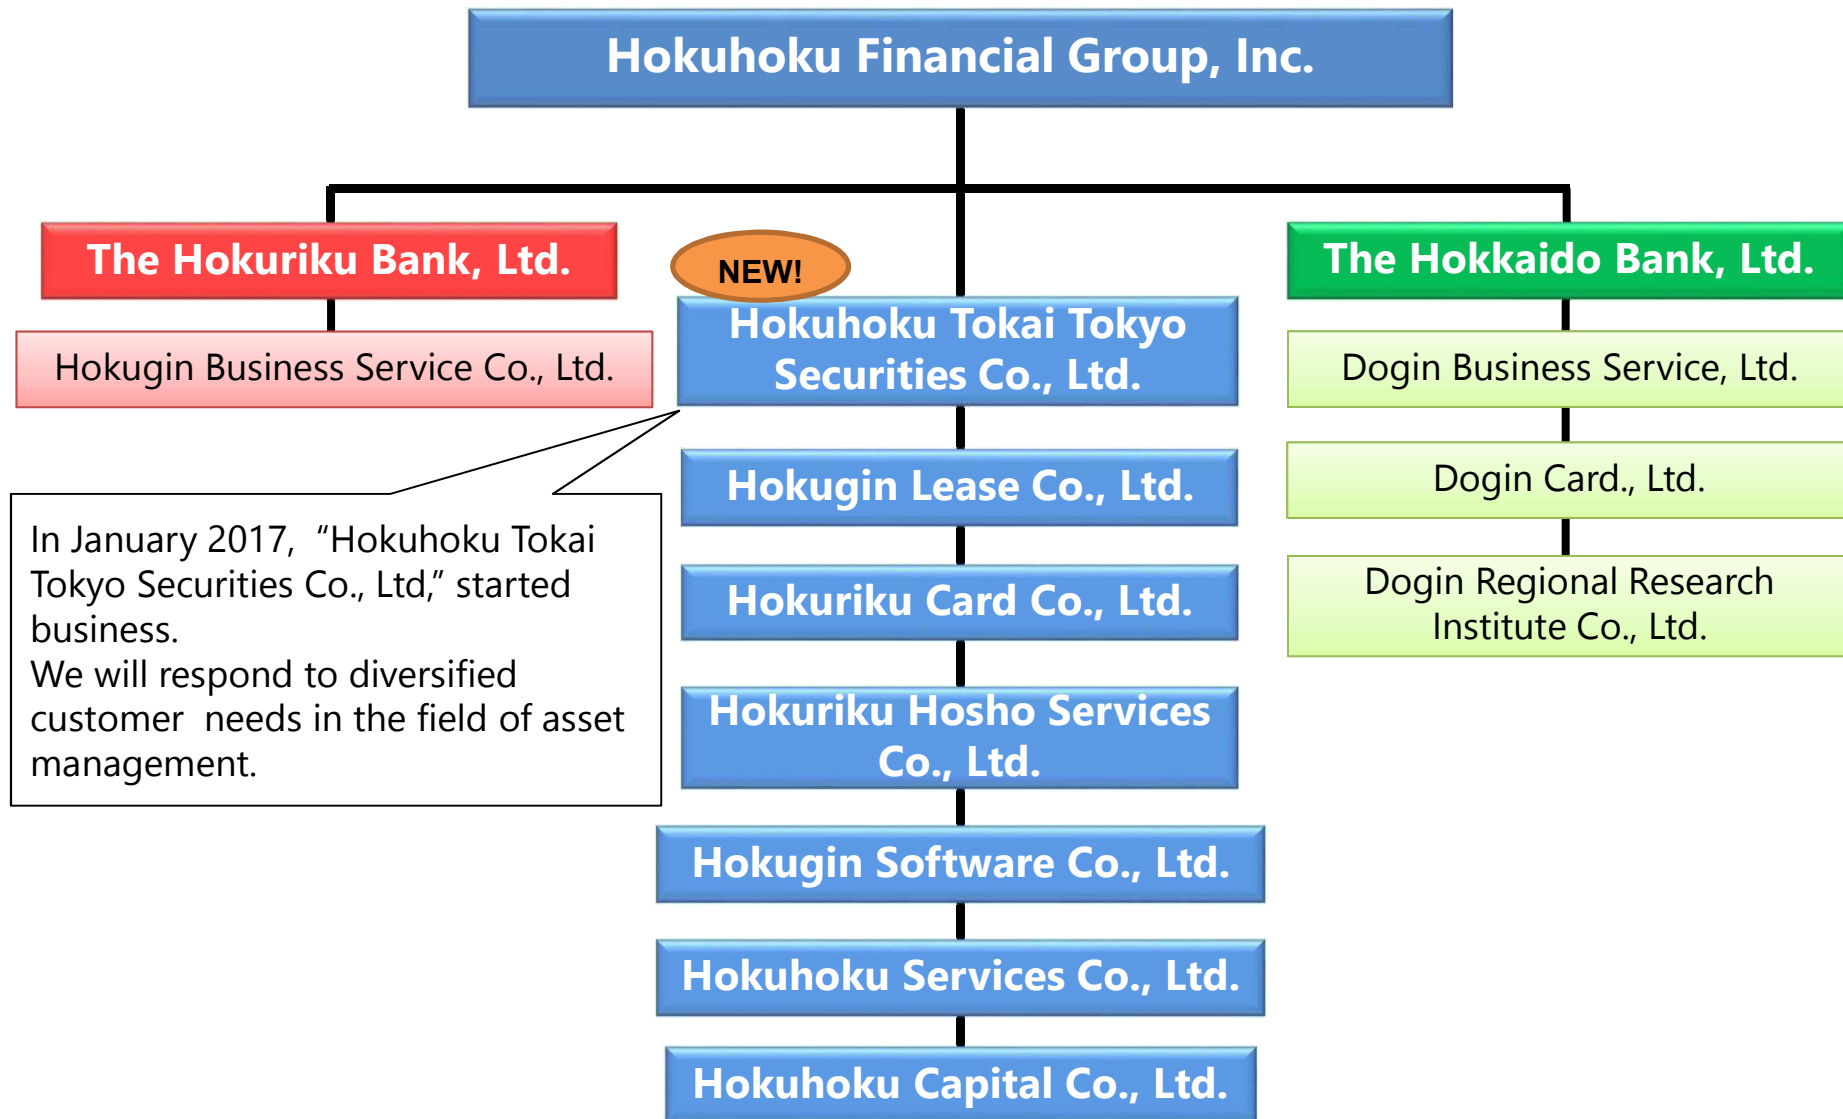 Hokuhoku Financial Group, Inc.
The Hokuriku Bank, Ltd.
Hokugin Business Service Co., Ltd.
NEW!
Hokuhoku Tokai Tokyo
Securities Co., Ltd.
Hokugin Lease Co., Ltd.
Hokuriku Card Co., Ltd.
Hokuriku Hosho Services
Co., Ltd.
Hokugin Software Co., Ltd.
Hokuhoku Services Co., Ltd.
Hokuhoku Capital Co., Ltd.
The Hokkaido Bank, Ltd.
Dogin Business Service, Ltd.
Dogin Card., Ltd.
Dogin Regional Research
Institute Co., Ltd.
In January 2017, “Hokuhoku Tokai
Tokyo Securities Co., Ltd,” started
business.
We will respond to diversified
customer needs in the field of asset
management.